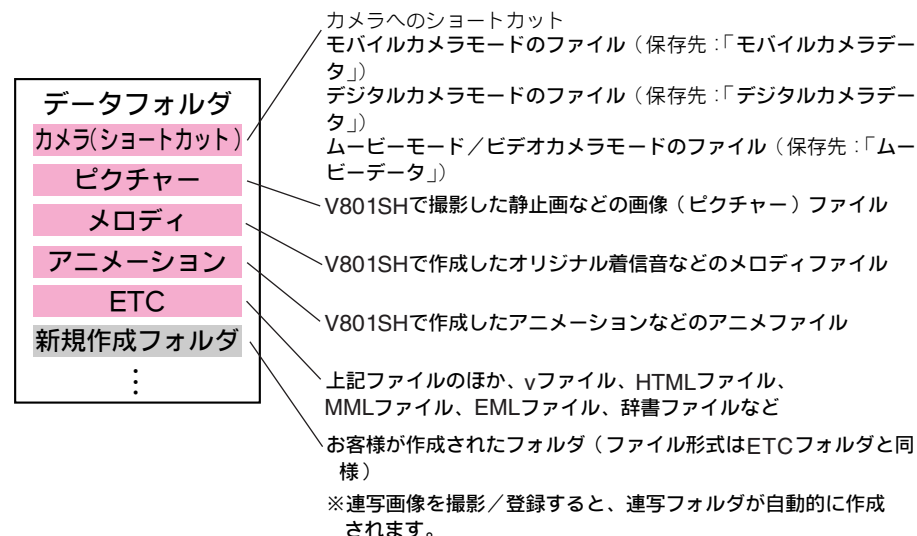 データフォルダ
カメラ(ショートカット)
ピクチャー
メロディ
アニメーション
ETC
新規作成フォルダ
⋮
カメラへのショートカット
モバイルカメラモードのファイル(保存先:「モバイルカメラデー
タ」)
デジタルカメラモードのファイル(保存先:「デジタルカメラデー
タ」)
ムービーモード/ビデオカメラモードのファイル(保存先:「ムー
ビーデータ」)
V801SHで撮影した静止画などの画像(ピクチャー)ファイル
V801SHで作成したオリジナル着信音などのメロディファイル
V801SHで作成したアニメーションなどのアニメファイル
上記ファイルのほか、vファイル、HTMLファイル、
MMLファイル、EMLファイル、辞書ファイルなど
お客様が作成されたフォルダ(ファイル形式はETCフォルダと同
様)
※連写画像を撮影/登録すると、連写フォルダが自動的に作成
されます。